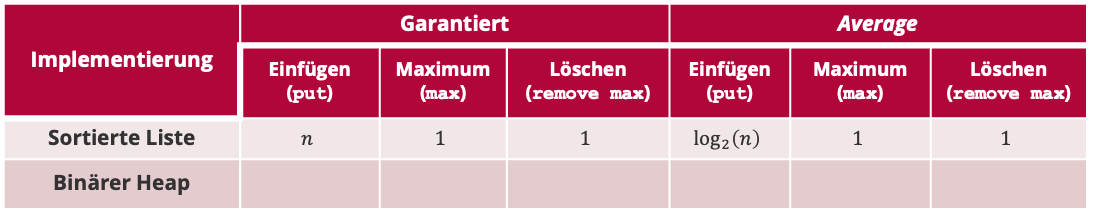 Implementierung Garantiert Average
Einfügen (put) Maximum (max) Löschen (remove max) Einfügen (put) Maximum (max) Löschen (remove max)
Sortierte Liste n 1 1 log₂(n) 1 1
Binärer Heap